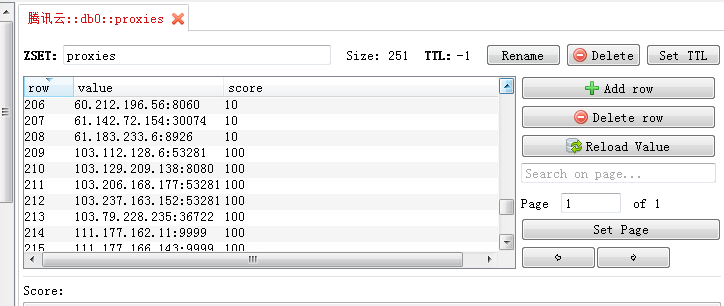 腾讯云::db0::proxies
ZSET: proxies Size: 251 TTL: -1 Rename Delete Set TTL
row value score
206 60.212.196.56:8060 10
207 61.142.72.154:30074 10
208 61.183.233.6:8926 10
209 103.112.128.6:53281 100
210 103.129.209.138:8080 100
211 103.206.168.177:53281 100
212 103.237.163.152:53281 100
213 103.79.228.235:36722 100
214 111.177.162.11:9999 100
215 111.177.166.143:9999 100
Add row
Delete row
Reload Value
Search on page...
Page 1 of 1
Set Page
Score: